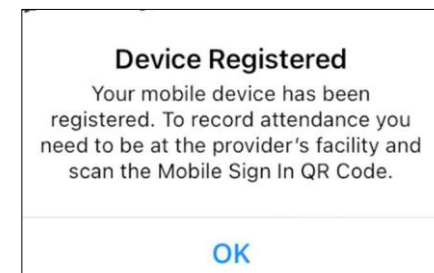 Device Registered
Your mobile device has been
registered. To record attendance you
need to be at the provider's facility and
scan the Mobile Sign In QR Code.
OK